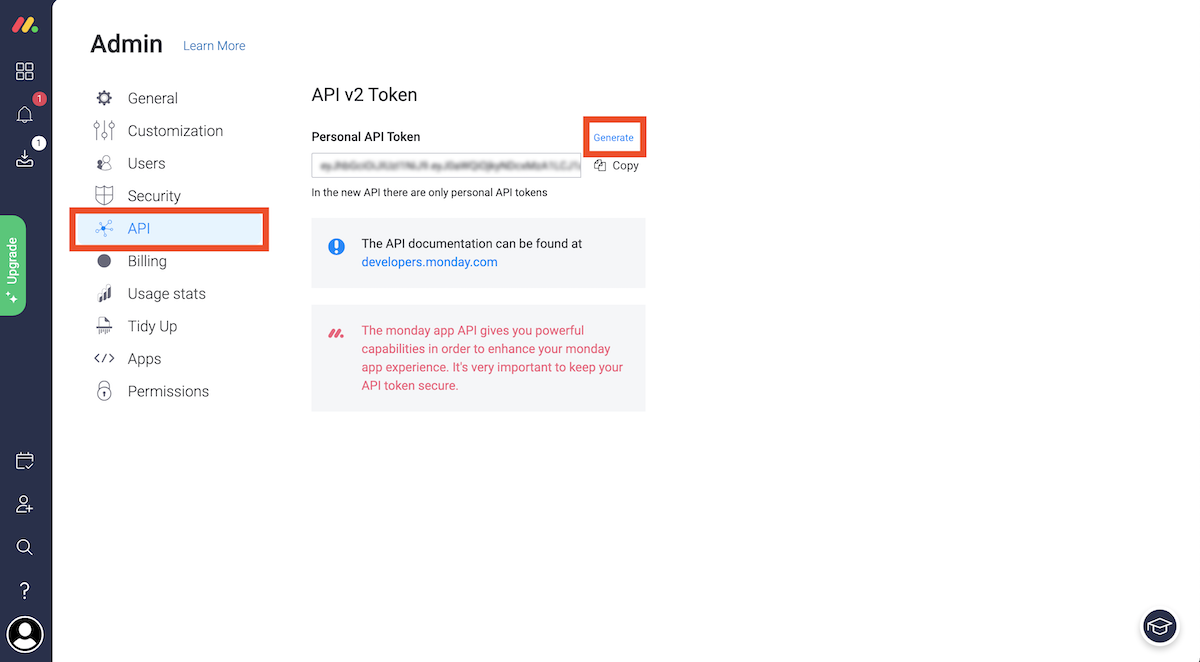 Admin
Learn More
1
1
Upgrade
General
Customization
Users
Security
API
Billing
Usage stats
Tidy Up
Apps
Permissions
API v2 Token
Personal API Token
Generate
Copy
In the new API there are only personal API tokens
The API documentation can be found at
developers.monday.com
The monday app API gives you powerful
capabilities in order to enhance your monday
app experience. It's very important to keep your
API token secure.